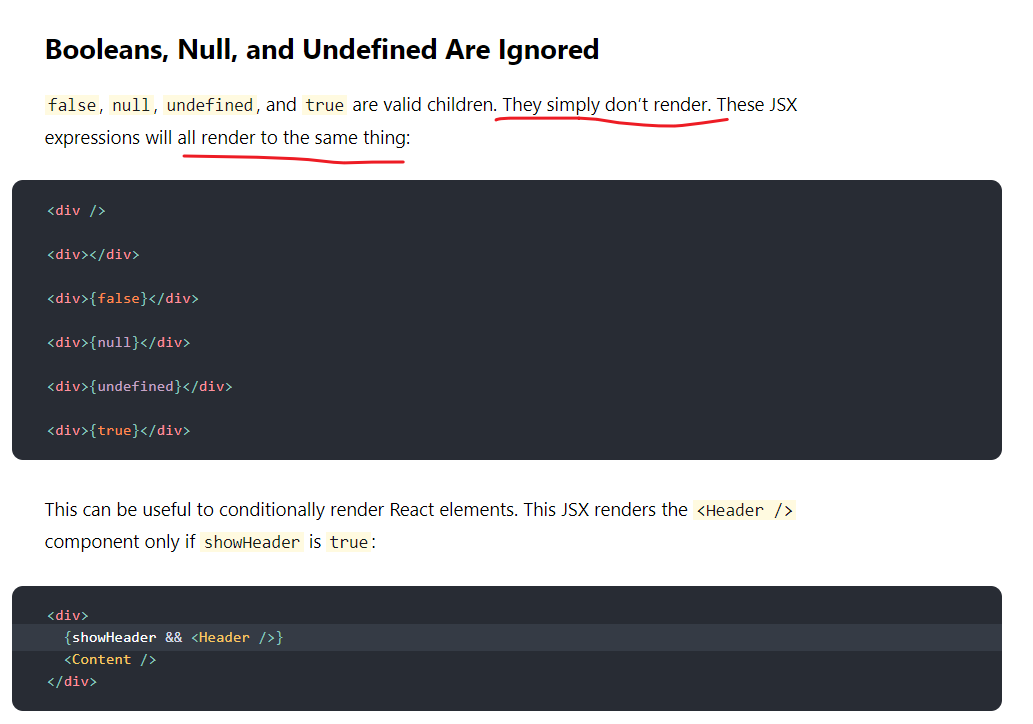 Booleans, Null, and Undefined Are Ignored
false, null, undefined, and true are valid children. They simply don’t render. These JSX
expressions will all render to the same thing:
<div />
<div></div>
<div>{false}</div>
<div>{null}</div>
<div>{undefined}</div>
<div>{true}</div>
This can be useful to conditionally render React elements. This JSX renders the <Header />
component only if showHeader is true:
<div>
{showHeader && <Header />}
<Content />
</div>